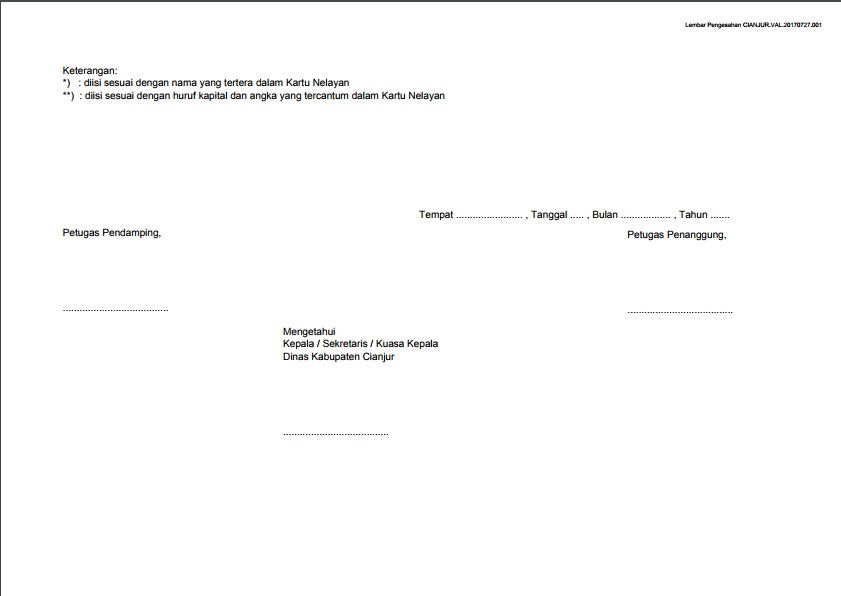 Lembar Pengesahan CIANJUR.VAL.20170727.001
Keterangan:
*) : diisi sesuai dengan nama yang tertera dalam Kartu Nelayan
**) : diisi sesuai dengan huruf kapital dan angka yang tercantum dalam Kartu Nelayan
Tempat ........................ , Tanggal ..... , Bulan .................. , Tahun .......
Petugas Pendamping,
Petugas Penanggung,
......................................
......................................
Mengetahui
Kepala / Sekretaris / Kuasa Kepala
Dinas Kabupaten Cianjur
......................................